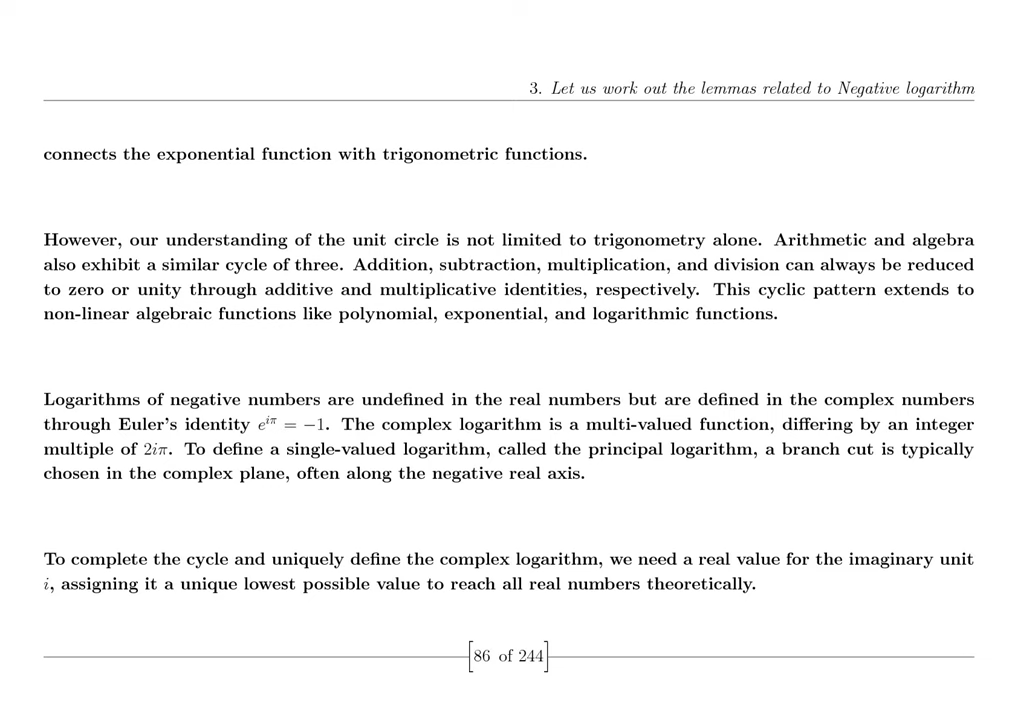 3. Let us work out the lemmas related to Negative logarithm
connects the exponential function with trigonometric functions.
However, our understanding of the unit circle is not limited to trigonometry alone. Arithmetic and algebra
also exhibit a similar cycle of three. Addition, subtraction, multiplication, and division can always be reduced
to zero or unity through additive and multiplicative identities, respectively. This cyclic pattern extends to
non-linear algebraic functions like polynomial, exponential, and logarithmic functions.
Logarithms of negative numbers are undefined in the real numbers but are defined in the complex numbers
through Euler's identity $e^{i\pi} = -1$. The complex logarithm is a multi-valued function, differing by an integer
multiple of $2i\pi$. To define a single-valued logarithm, called the principal logarithm, a branch cut is typically
chosen in the complex plane, often along the negative real axis.
To complete the cycle and uniquely define the complex logarithm, we need a real value for the imaginary unit
$i$, assigning it a unique lowest possible value to reach all real numbers theoretically.
[86 of 244]